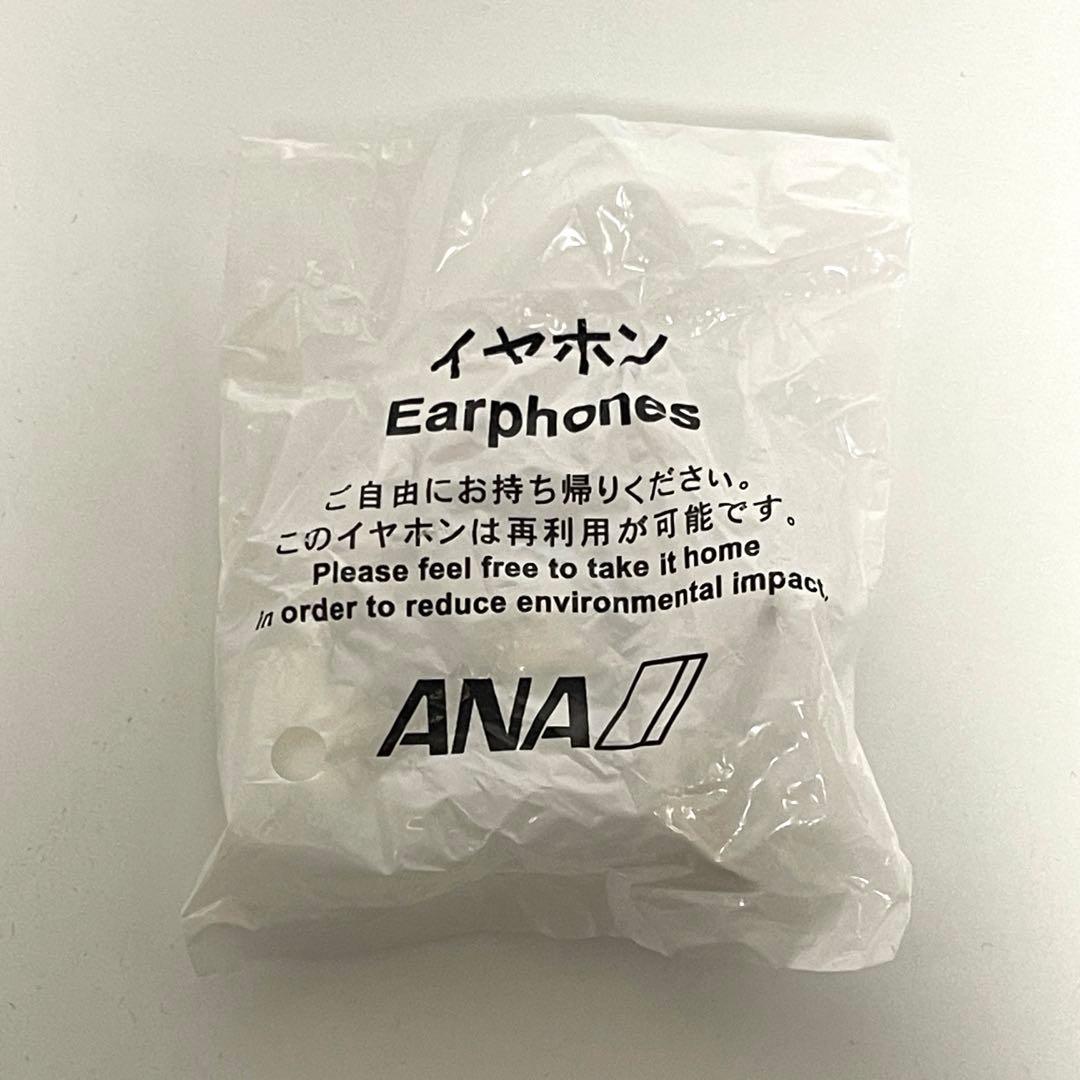 イヤホン
Earphones
ご自由にお持ち帰りください。
このイヤホンは再利用が可能です。
Please feel free to take it home
in order to reduce environmental impact,
ANA